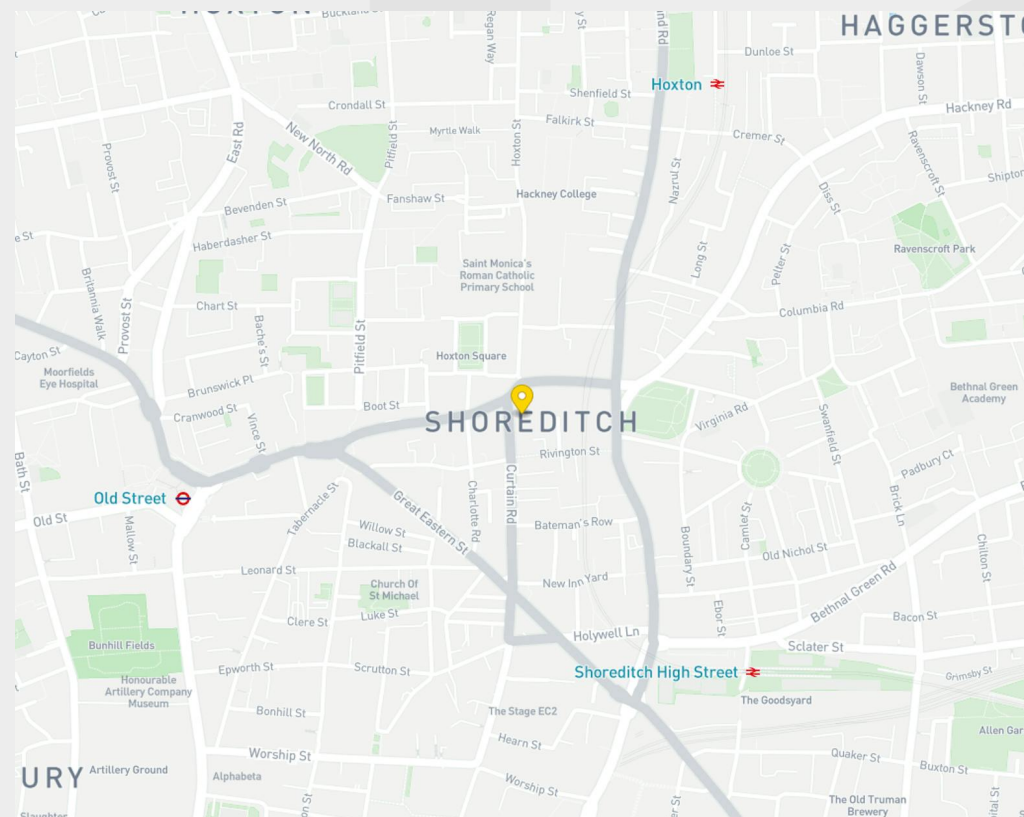 HOXTON
Buckland
Regan Way
HAGGERSTO
Dunloe St
Hoxton
Dawson St
Shenfield St
Crondall St
Hackney Rd
Falkirk St
Myrtle Walk
Cremer St
East Rd
New North Rd
Pitfield St
Hoxton St
Provost St
Ravenscroft St
Nazrul St
Shipton
Fanshaw St
Hackney College
Diss St
Bevenden St
Haberdasher St
Ravenscroft Park
Long St
Pelter St
Saint Monica's
Roman Catholic
Primary School
Britannia Walk
Provost St
Chart St
Columbia Rd
Bache's St
Pitfield St
Cayton St
Hoxton Square
Moorfields
Eye Hospital
Brunswick Pl
Bethnal Green
Academy
Boot St
Cranwood St
Vince St
SHOREDITCH
Virginia Rd
Swanfield St
Rivington St
Bath St
Padbury Ct
Old Street
Tabernacle St
Great Eastern St
Charlotte Rd
Curtain Rd
Brick Ln
Old St
Mallow St
Willow St
Blackall St
Bateman's Row
Boundary St
Camlet St
Old Nichol St
Chilton St
Leonard St
New Inn Yard
Church Of
St Michael
Bethnal Green Rd
Clere St
Luke St
Ebor St
Bacon St
Bunhill Fields
Holywell Ln
Sclater St
Epworth St
Scrutton St
Shoreditch High Street
Grimsby St
Honourable
Artillery Company
Museum
The Goodsyard
Bonhill St
The Stage EC2
Allen Gar
Hearn St
Worship St
Quaker St
Buxton St
URY
Artillery Ground
Alphabeta
Worship St
The Old Truman
Brewery
Slaughter